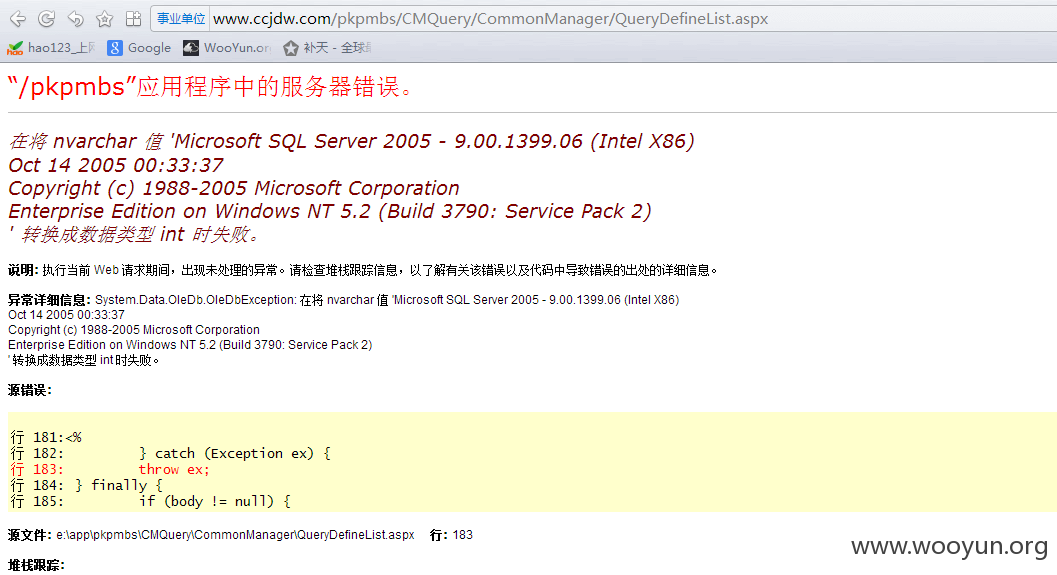 事业单位 www.ccjdw.com/pkpmbs/CMQuery/CommonManager/QueryDefineList.aspx
hao123_上网 Google WooYun.org 补天 - 全球
“/pkpmbs”应用程序中的服务器错误。
在将 nvarchar 值 'Microsoft SQL Server 2005 - 9.00.1399.06 (Intel X86)
Oct 14 2005 00:33:37
Copyright (c) 1988-2005 Microsoft Corporation
Enterprise Edition on Windows NT 5.2 (Build 3790: Service Pack 2)
' 转换成数据类型 int 时失败。
说明: 执行当前 Web 请求期间，出现未处理的异常。请检查堆栈跟踪信息，以了解有关该错误以及代码中导致错误的出处的详细信息。
异常详细信息: System.Data.OleDb.OleDbException: 在将 nvarchar 值 'Microsoft SQL Server 2005 - 9.00.1399.06 (Intel X86)
Oct 14 2005 00:33:37
Copyright (c) 1988-2005 Microsoft Corporation
Enterprise Edition on Windows NT 5.2 (Build 3790: Service Pack 2)
' 转换成数据类型 int 时失败。
源错误:
行 181:<%
行 182: } catch (Exception ex) {
行 183: throw ex;
行 184: } finally {
行 185: if (body != null) {
源文件: e:\app\pkpmbs\CMQuery\CommonManager\QueryDefineList.aspx 行: 183
www.wooyun.org
堆栈跟踪: